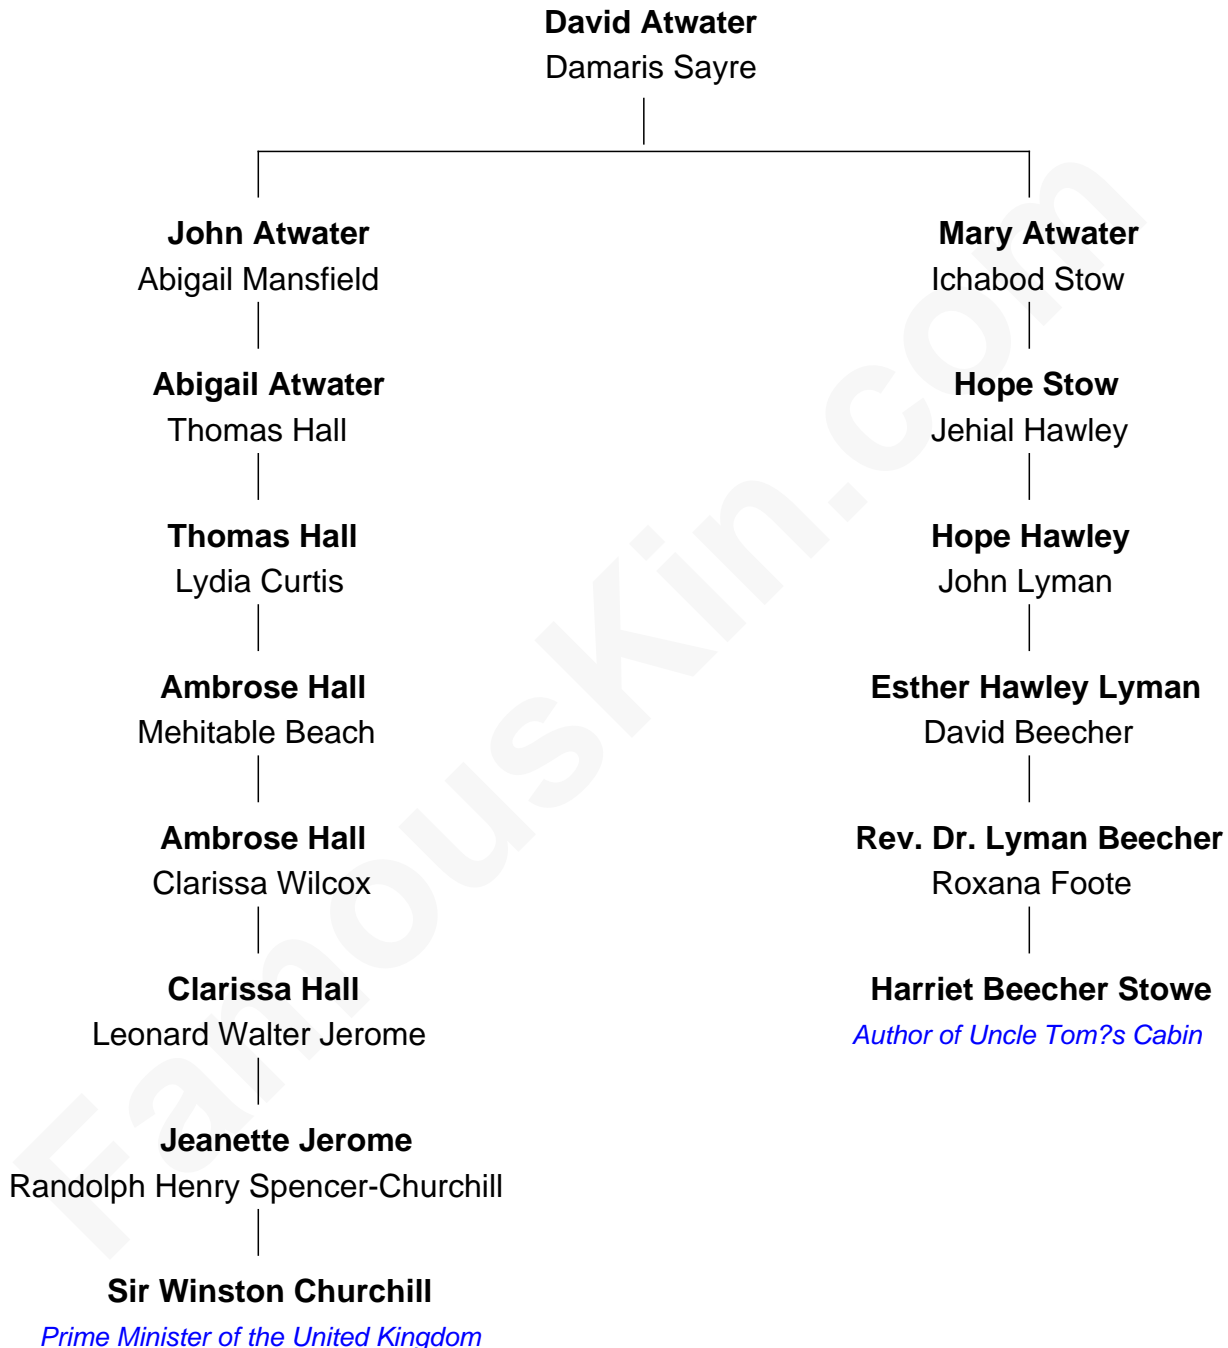 David Atwater
Damaris Sayre
John Atwater
Abigail Mansfield
Abigail Atwater
Thomas Hall
Thomas Hall
Lydia Curtis
Ambrose Hall
Mehitable Beach
Ambrose Hall
Clarissa Wilcox
Clarissa Hall
Leonard Walter Jerome
Jeanette Jerome
Randolph Henry Spencer-Churchill
Sir Winston Churchill
Prime Minister of the United Kingdom
Mary Atwater
Ichabod Stow
Hope Stow
Jehial Hawley
Hope Hawley
John Lyman
Esther Hawley Lyman
David Beecher
Rev. Dr. Lyman Beecher
Roxana Foote
Harriet Beecher Stowe
Author of Uncle Tom?s Cabin
FamousKin.com